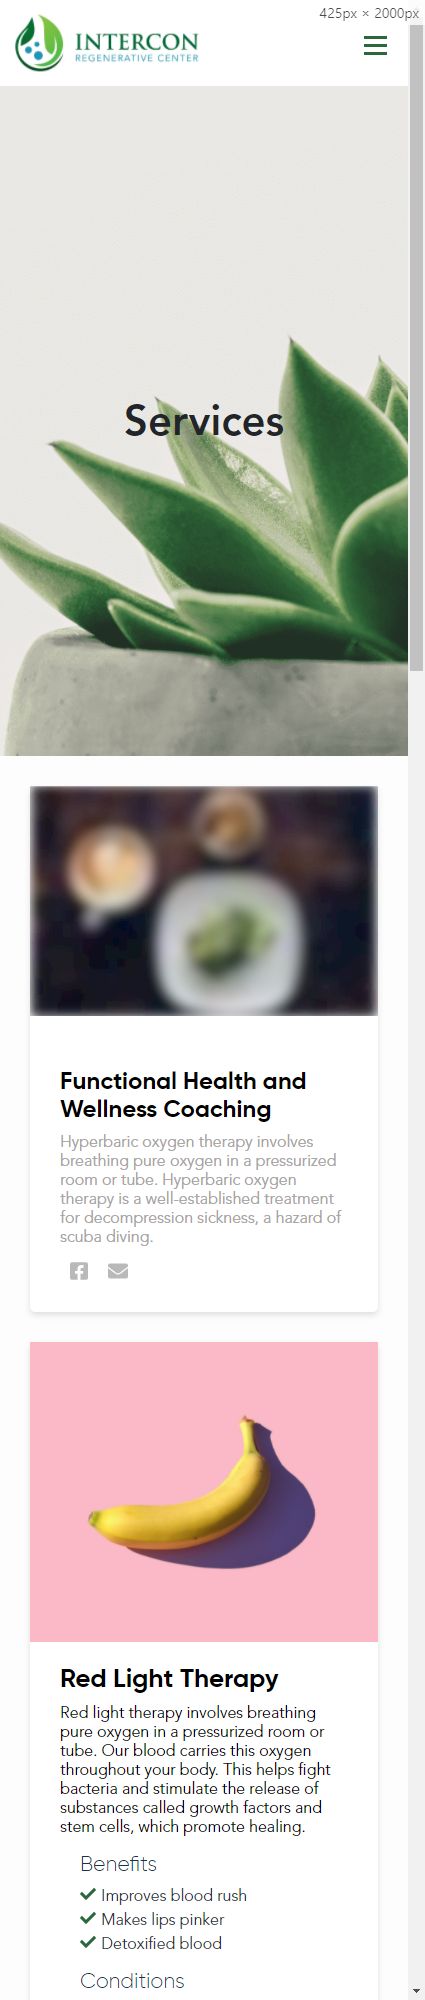 425px × 2000px
INTERCON
REGENERATIVE CENTER
Services
Functional Health and
Wellness Coaching
Hyperbaric oxygen therapy involves
breathing pure oxygen in a pressurized
room or tube. Hyperbaric oxygen
therapy is a well-established treatment
for decompression sickness, a hazard of
scuba diving.
Red Light Therapy
Red light therapy involves breathing
pure oxygen in a pressurized room or
tube. Our blood carries this oxygen
throughout your body. This helps fight
bacteria and stimulate the release of
substances called growth factors and
stem cells, which promote healing.
Benefits
Improves blood rush
Makes lips pinker
Detoxified blood
Conditions